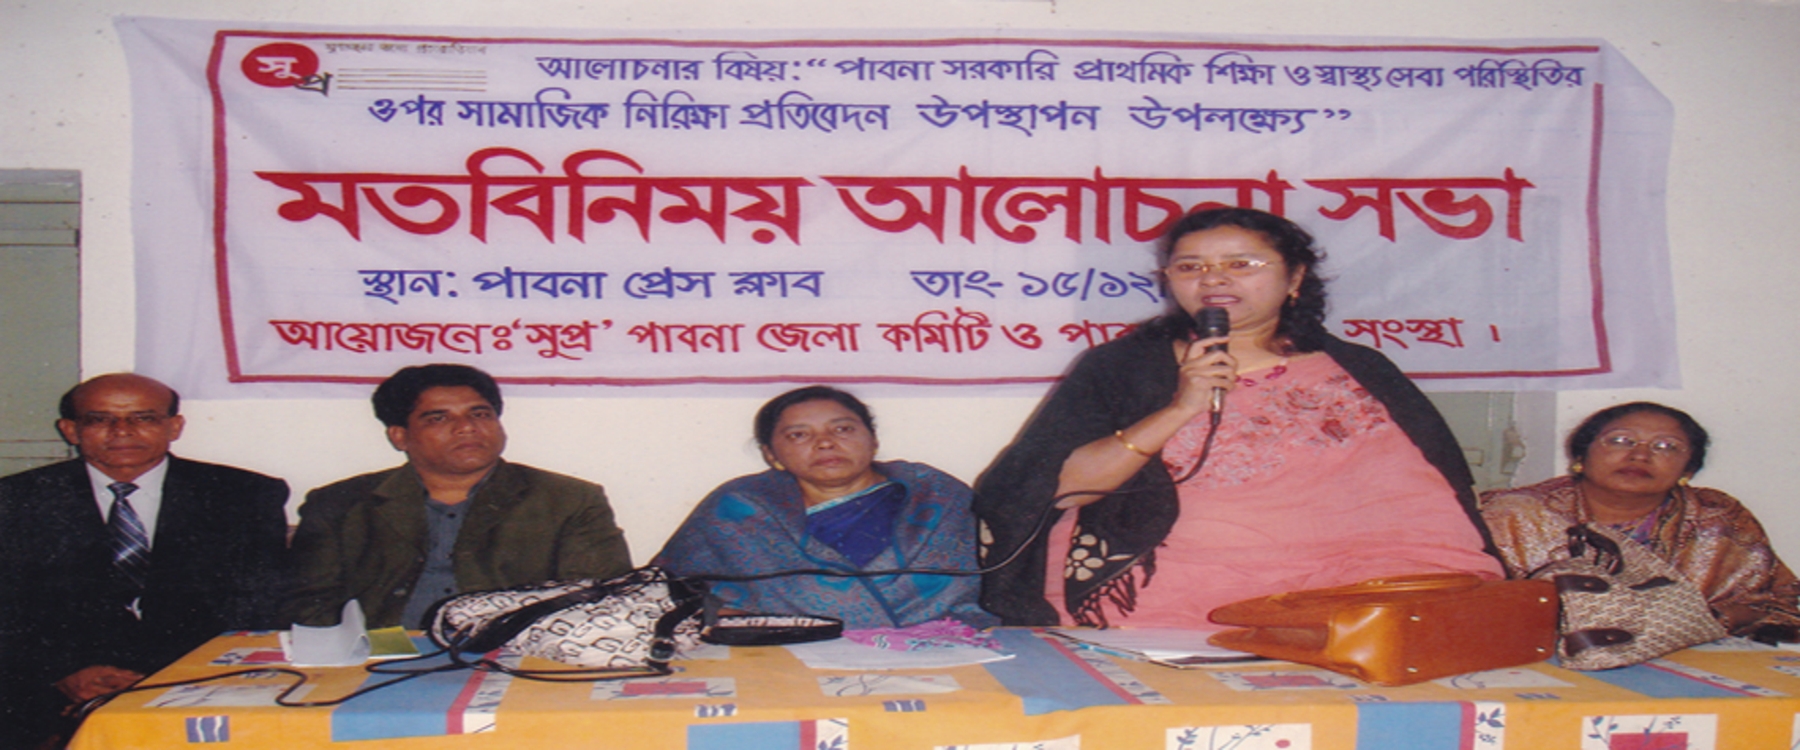 সুপ্র
আলোচনার বিষয়:“পাবনা সরকারি প্রাথমিক শিক্ষা ও স্বাস্থ্য সেবা পরিস্থিতির
ওপর সামাজিক নিরিক্ষা প্রতিবেদন উপস্থাপন উপলক্ষ্যে”
মতবিনিময় আলোচনা সভা
স্থান: পাবনা প্রেস ক্লাব তাং- ১৫/১২
আয়োজনেঃ‘সুপ্র’ পাবনা জেলা কমিটি ও সংস্থা ।